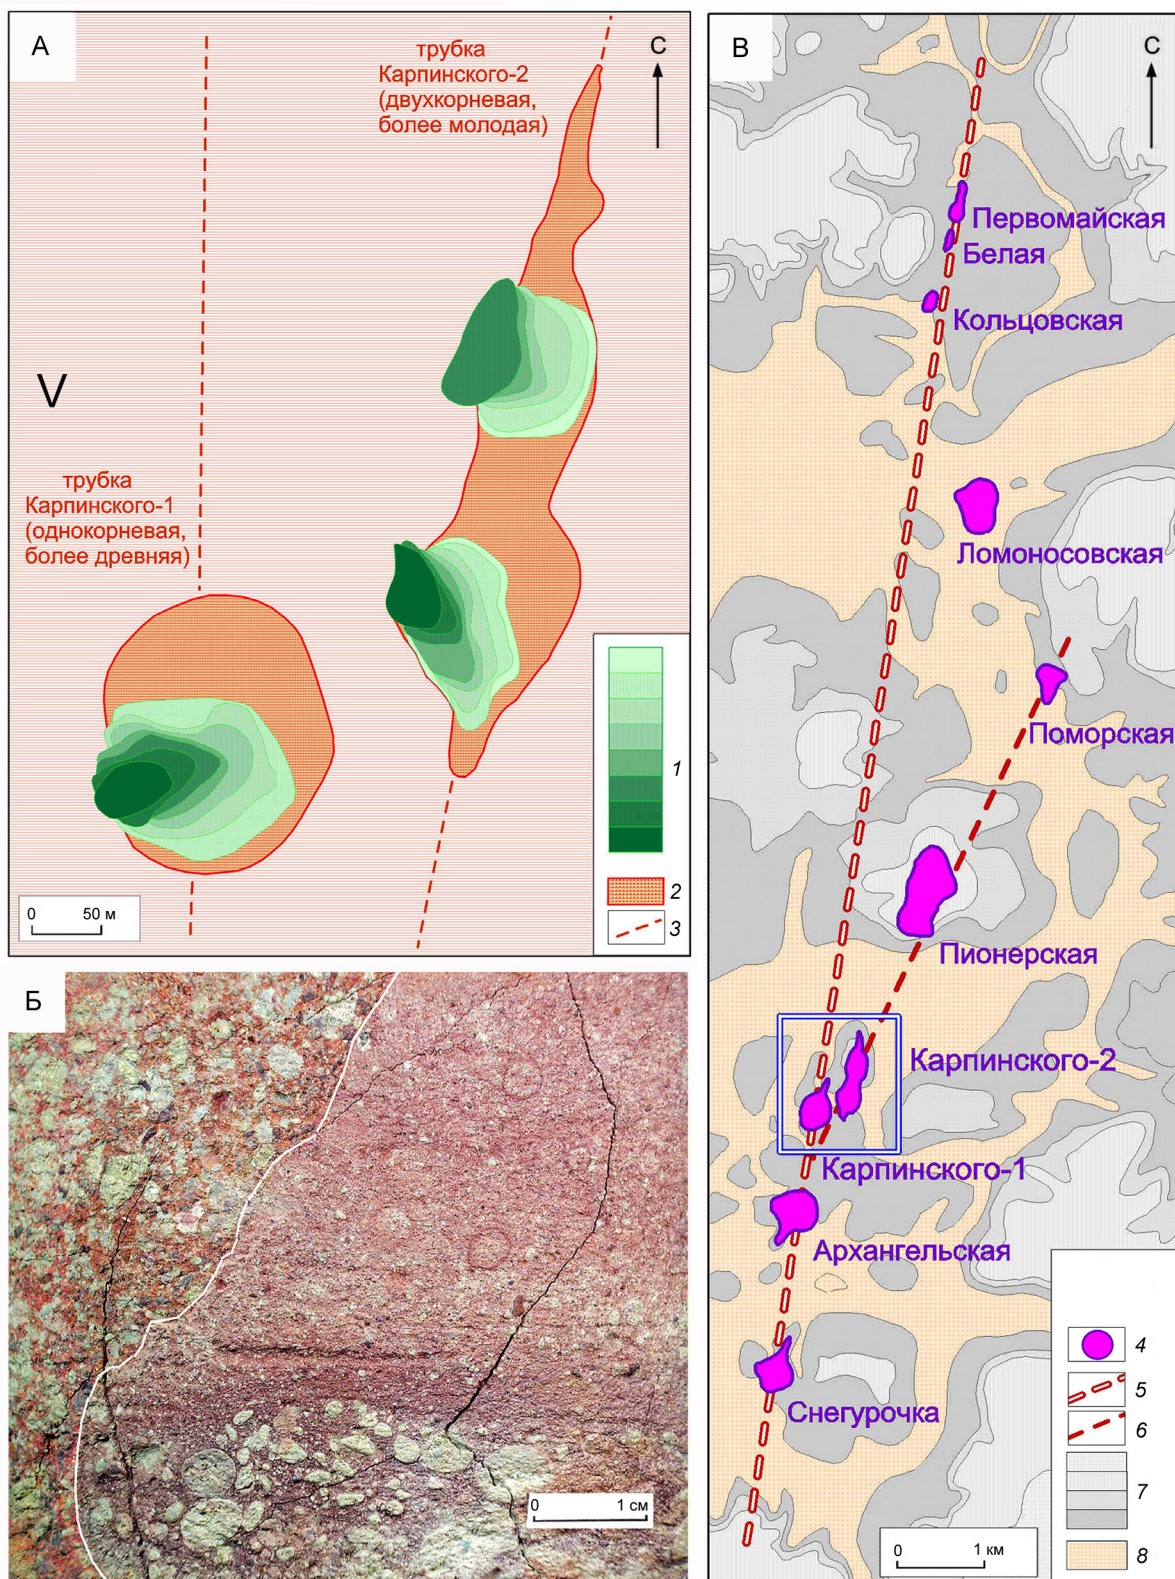 А
С
трубка
Карпинского-2
(двухкорневая,
более молодая)
V
трубка
Карпинского-1
(однокорневая,
более древняя)
1
2
3
0 50 м
Б
0 1 см
В
С
Первомайская
Белая
Кольцовская
Ломоносовская
Поморская
Пионерская
Карпинского-2
Карпинского-1
Архангельская
Снегурочка
4
5
6
7
8
0 1 км